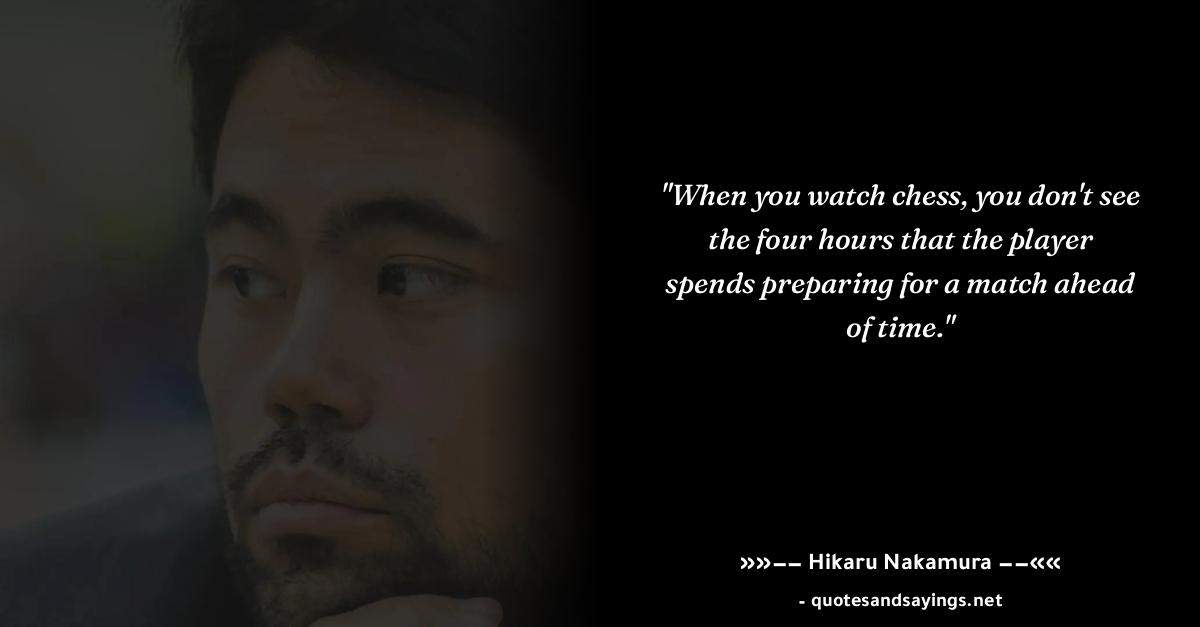 "When you watch chess, you don't see
the four hours that the player
spends preparing for a match ahead
of time."
»»–– Hikaru Nakamura ––««
- quotesandsayings.net